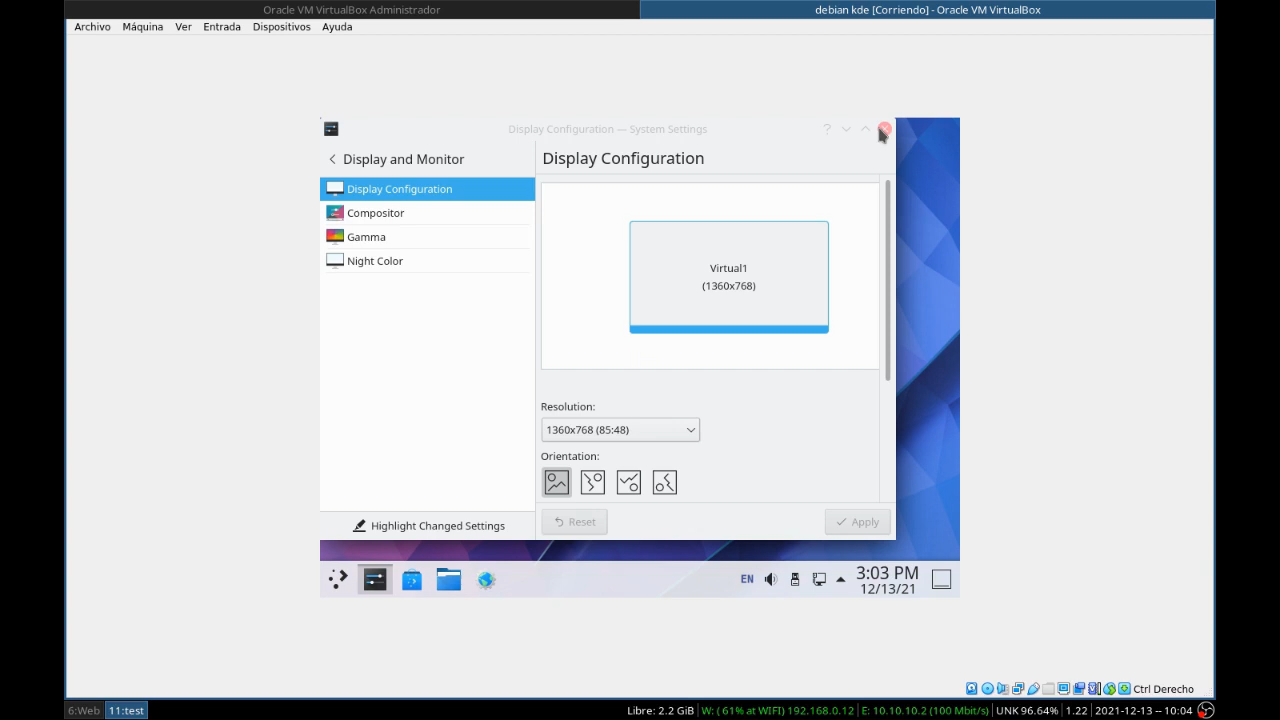 Oracle VM VirtualBox Administrador
debian kde [Corriendo] - Oracle VM VirtualBox
Archivo Máquina Ver Entrada Dispositivos Ayuda
Display Configuration — System Settings
Display and Monitor
Display Configuration
Display Configuration
Compositor
Gamma
Night Color
Virtual1
(1360x768)
Resolution:
1360x768 (85:48)
Orientation:
Highlight Changed Settings
Reset
Apply
EN
3:03 PM
12/13/21
Ctrl Derecho
6:Web 11:test
Libre: 2.2 GiB W: ( 61% at WIFI) 192.168.0.12 E: 10.10.10.2 (100 Mbit/s) UNK 96.64% 1.22 2021-12-13 -- 10:04